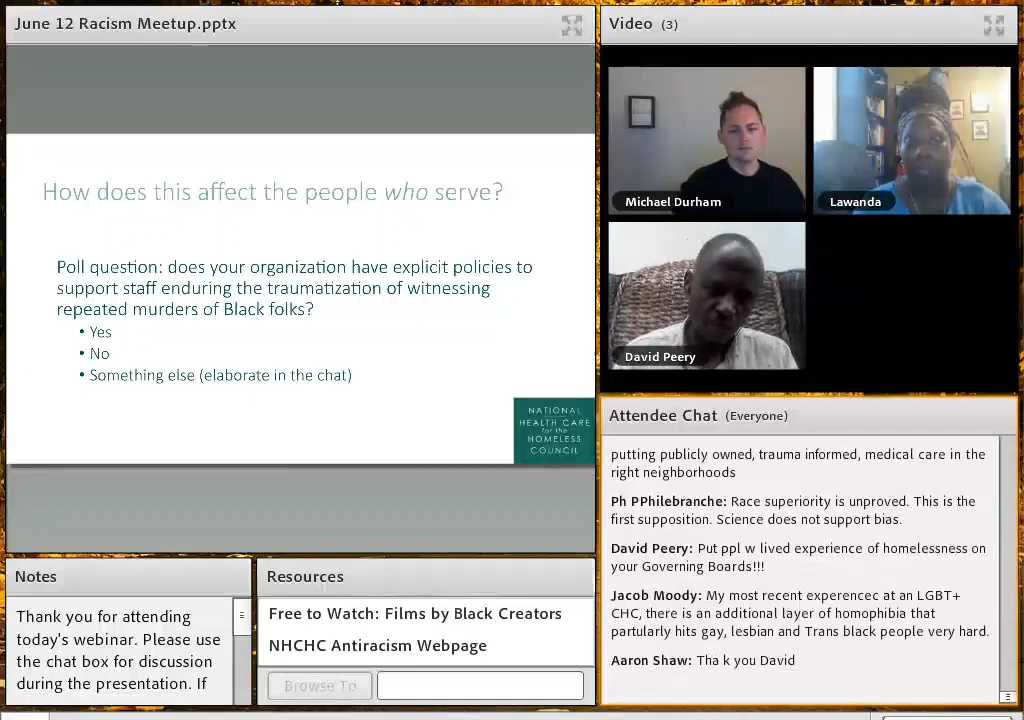 June 12 Racism Meetup.pptx
How does this affect the people who serve?
Poll question: does your organization have explicit policies to
support staff enduring the traumatization of witnessing
repeated murders of Black folks?
• Yes
• No
• Something else (elaborate in the chat)
NATIONAL
HEALTH CARE
for the
HOMELESS
COUNCIL
Video (3)
Michael Durham
Lawanda
David Peery
Attendee Chat (Everyone)
putting publicly owned, trauma informed, medical care in the
right neighborhoods
Ph PPhilebranche: Race superiority is unproved. This is the
first supposition. Science does not support bias.
David Peery: Put ppl w lived experience of homelessness on
your Governing Boards!!!
Jacob Moody: My most recent experencec at an LGBT+
CHC, there is an additional layer of homophibia that
partularly hits gay, lesbian and Trans black people very hard.
Aaron Shaw: Tha k you David
Notes
Thank you for attending
today's webinar. Please use
the chat box for discussion
during the presentation. If
Resources
Free to Watch: Films by Black Creators
NHCHC Antiracism Webpage
Browse To